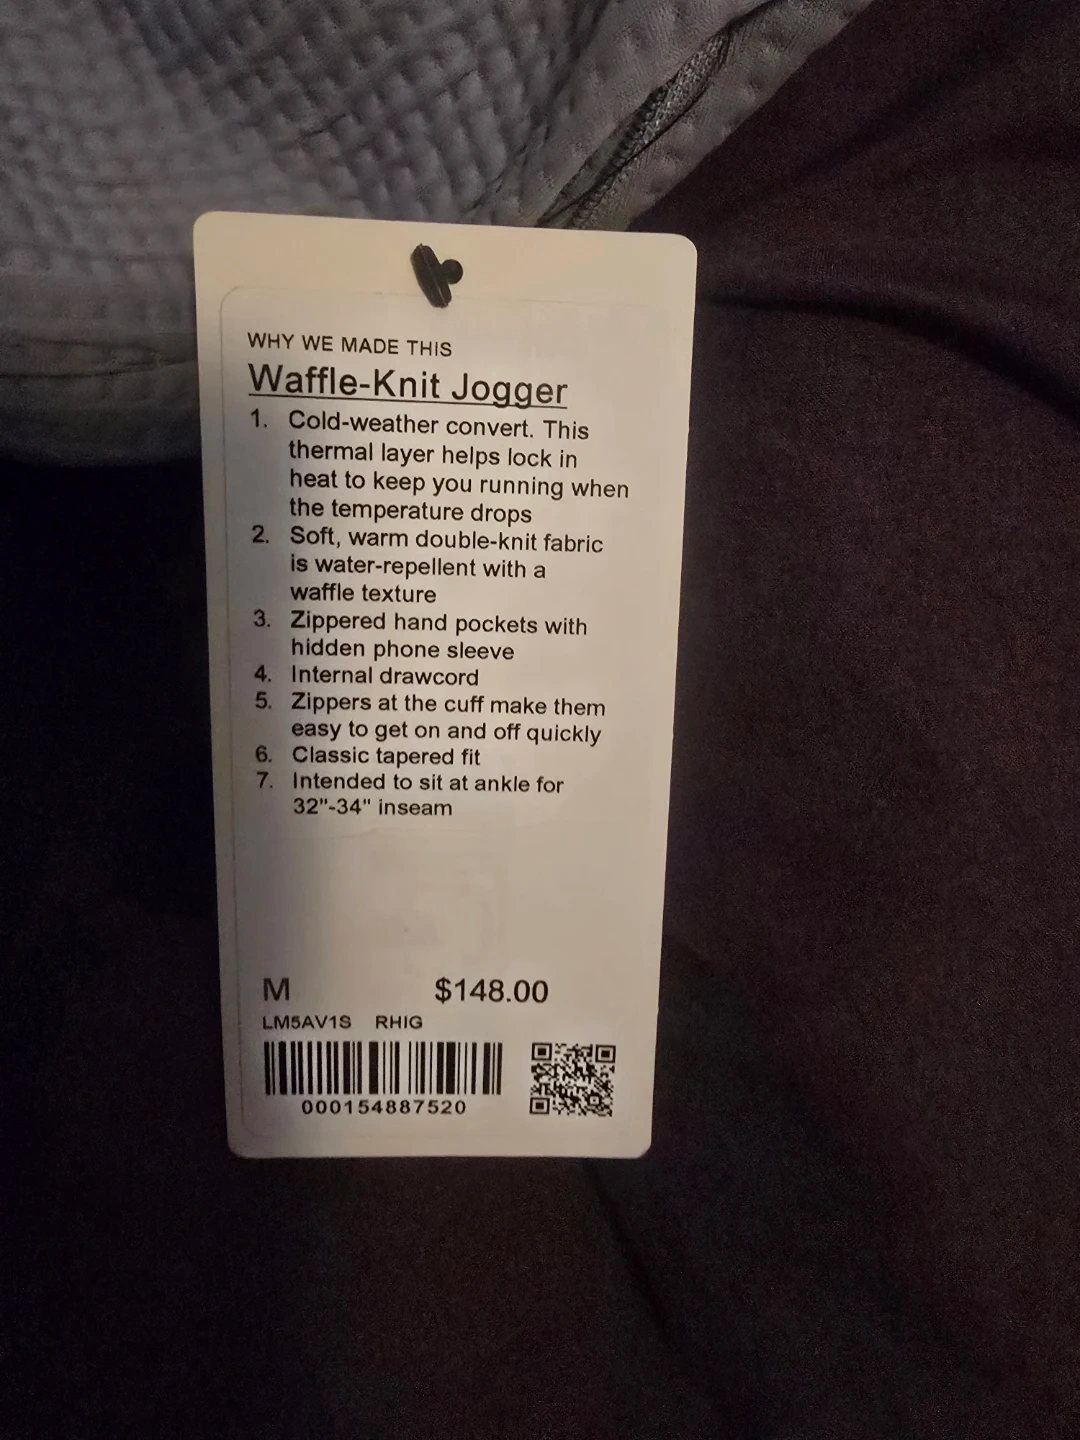 WHY WE MADE THIS
Waffle-Knit Jogger
1. Cold-weather convert. This
thermal layer helps lock in
heat to keep you running when
the temperature drops
2. Soft, warm double-knit fabric
is water-repellent with a
waffle texture
3. Zippered hand pockets with
hidden phone sleeve
4. Internal drawcord
5. Zippers at the cuff make them
easy to get on and off quickly
6. Classic tapered fit
7. Intended to sit at ankle for
32"-34" inseam
M $148.00
LM5AV1S RHIG
000154887520